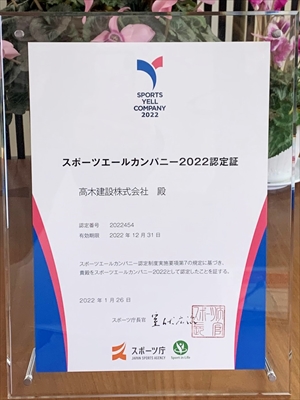 SPORTS
YELL
COMPANY
2022
スポーツエールカンパニー2022認定証
高木建設株式会社 殿
認定番号 2022454
有効期間 2022年12月31日
スポーツエールカンパニー認定制度実施要項第7の規定に基づき、
貴殿をスポーツエールカンパニー2022として認定したことを証する。
2022年1月26日
スポーツ庁長官
スポーツ庁
JAPAN SPORTS AGENCY
Sport in Life